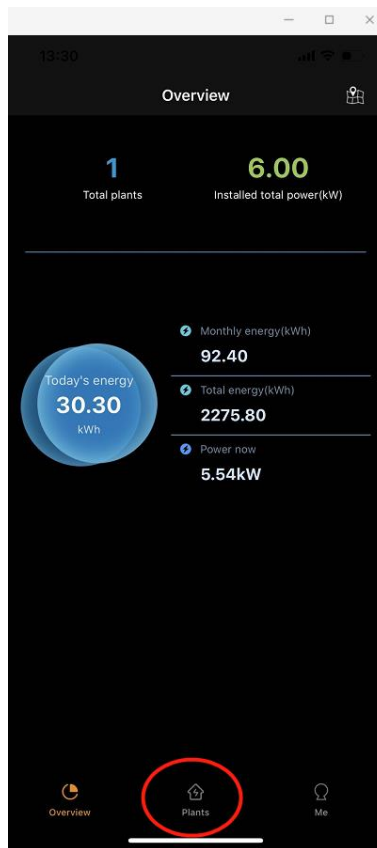 13:30
Overview
1
6.00
Total plants
Installed total power(kW)
Monthly energy(kWh)
92.40
Today's energy
30.30
kWh
Total energy(kWh)
2275.80
Power now
5.54kW
Overview
Plants
Me